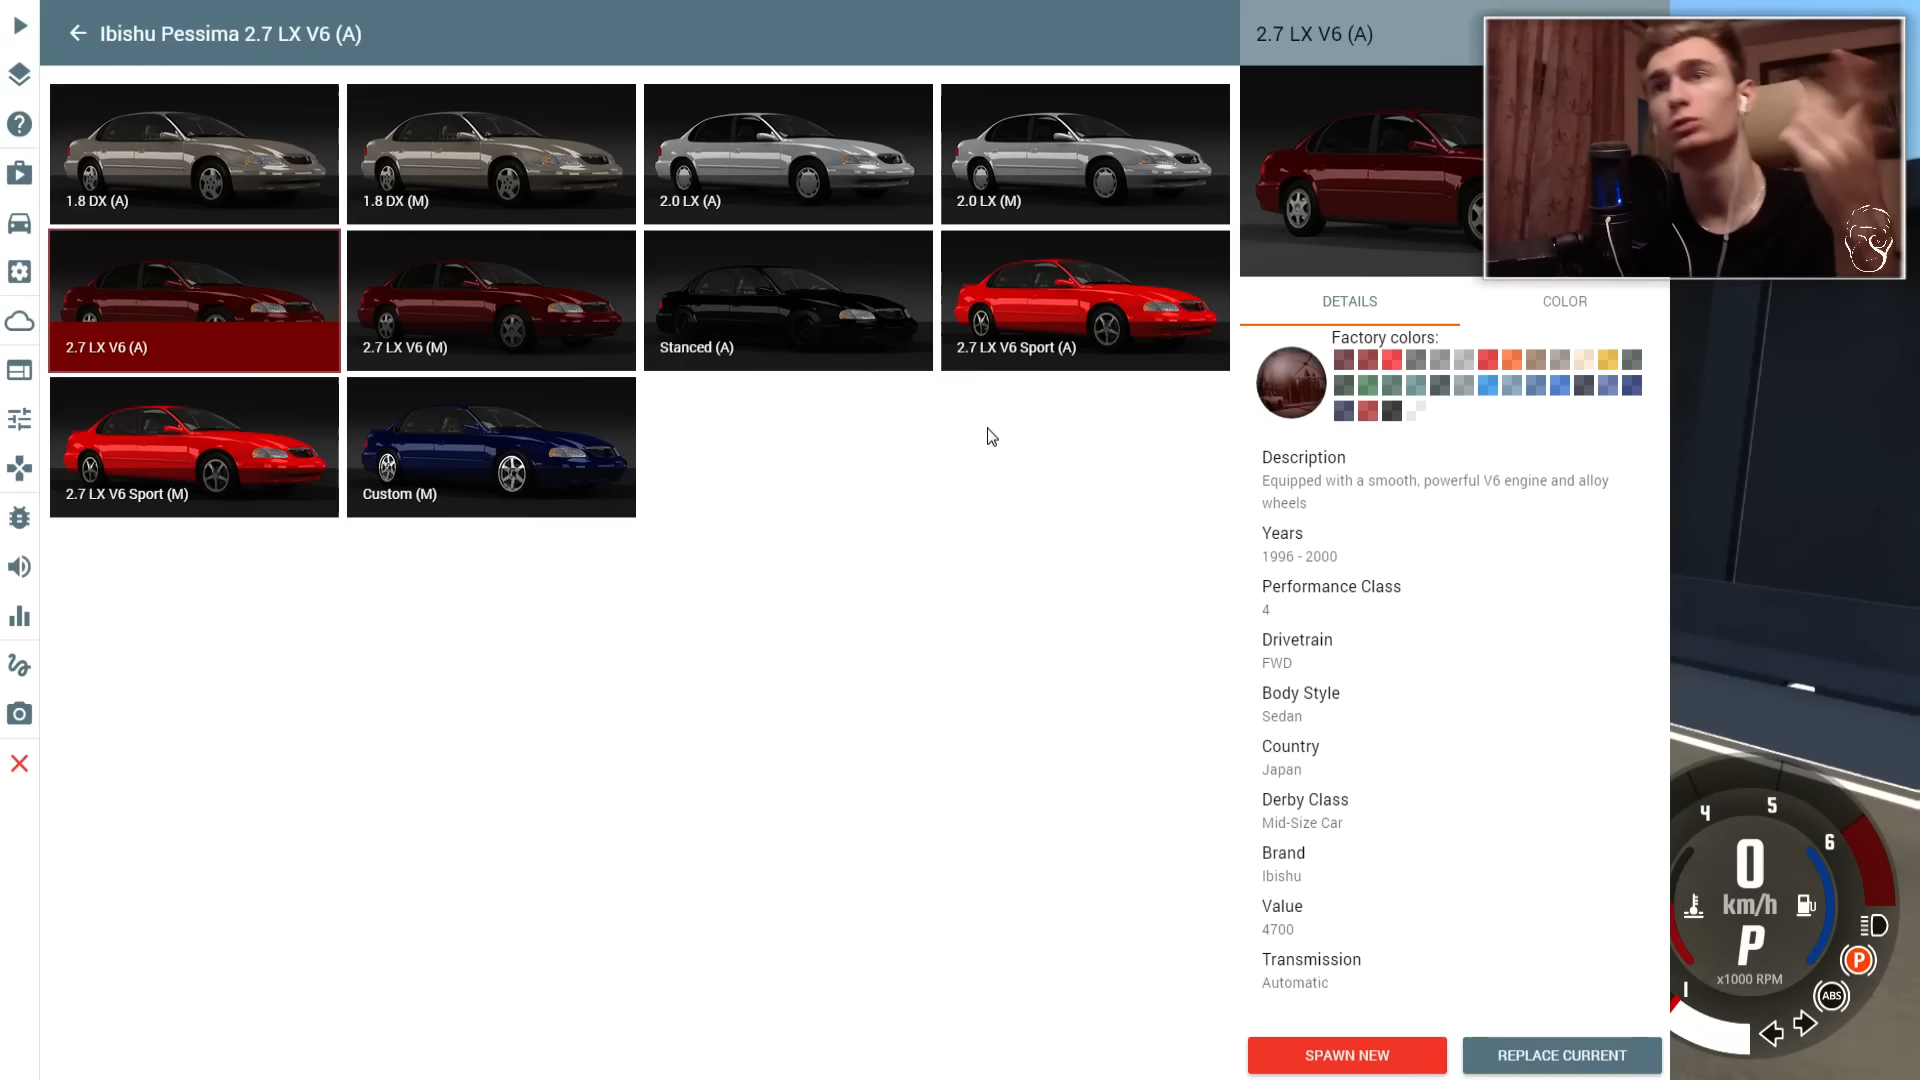 Ibishu Pessima 2.7 LX V6 (A)
2.7 LX V6 (A)
1.8 DX (A)
1.8 DX (M)
2.0 LX (A)
2.0 LX (M)
2.7 LX V6 (A)
2.7 LX V6 (M)
Stanced (A)
2.7 LX V6 Sport (A)
2.7 LX V6 Sport (M)
Custom (M)
DETAILS
COLOR
Factory colors:
Description
Equipped with a smooth, powerful V6 engine and alloy
wheels
Years
1996 - 2000
Performance Class
4
Drivetrain
FWD
Body Style
Sedan
Country
Japan
Derby Class
Mid-Size Car
Brand
Ibishu
Value
4700
Transmission
Automatic
SPAWN NEW
REPLACE CURRENT
4
5
6
0
km/h
P
x1000 RPM
1
P
ABS